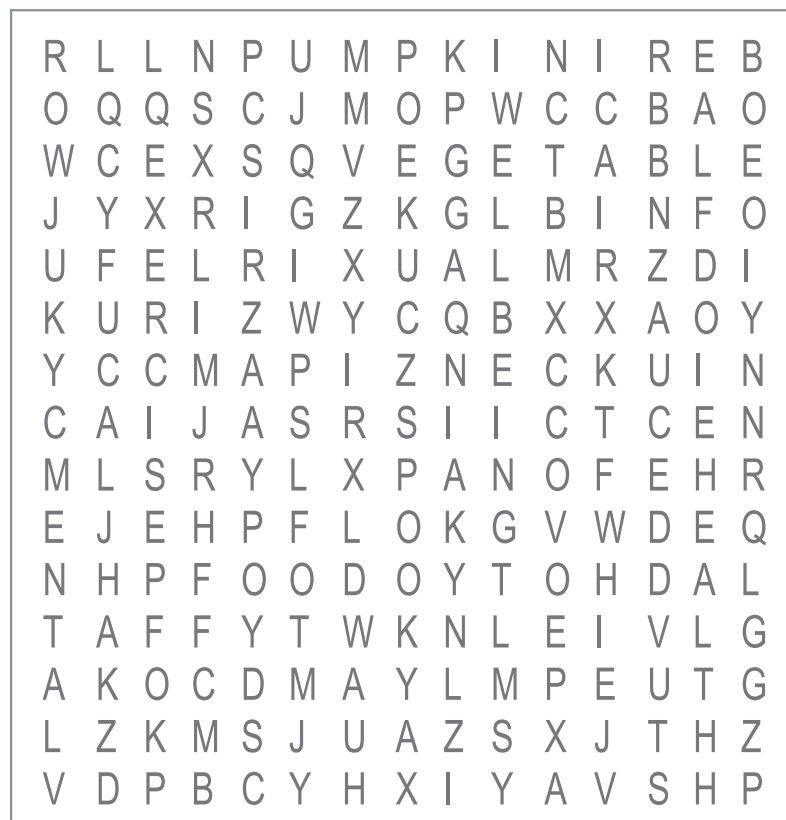 R L L N P U M P K I N I R E B
O Q Q S C J M O P W C C B A O
W C E X S Q V E G E T A B L E
J Y X R I G Z K G L B I N F O
U F E L R I X U A L M R Z D I
K U R I Z W Y C Q B X X A O Y
Y C C M A P I Z N E C K U I N
C A I J A S R S I I C T C E N
M L S R Y L X P A N O F E H R
E J E H P F L O K G V W D E Q
N H P F O O D O Y T O H D A L
T A F F Y T W K N L E I V L G
A K O C D M A Y L M P E U T G
L Z K M S J U A Z S X J T H Z
V D P B C Y H X I Y A V S H P